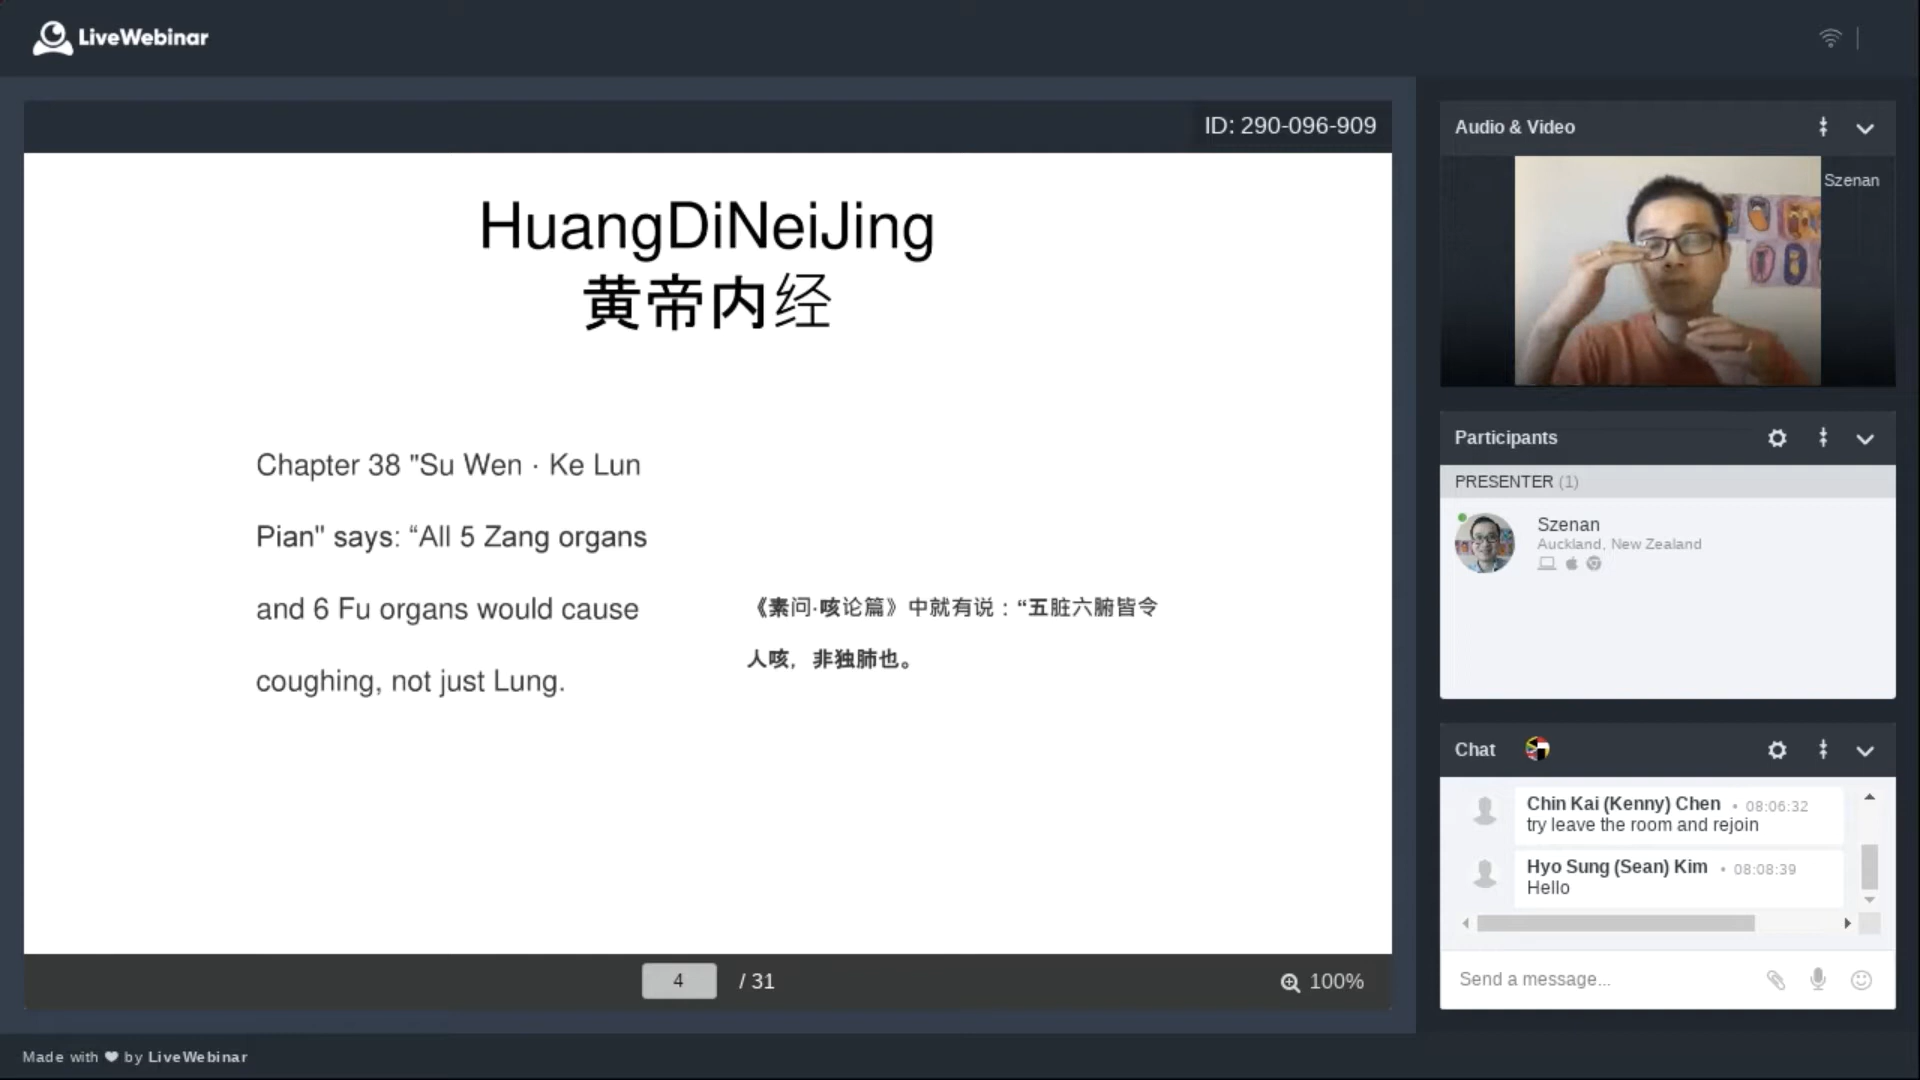 LiveWebinar
ID: 290-096-909
HuangDiNeiJing
黄帝内经
Chapter 38 "Su Wen · Ke Lun
Pian" says: “All 5 Zang organs
and 6 Fu organs would cause
coughing, not just Lung.
《素问·咳论篇》中就有说：“五脏六腑皆令
人咳，非独肺也。
4 / 31
100%
Audio & Video
Szenan
Participants
PRESENTER (1)
Szenan
Auckland, New Zealand
Chat
Chin Kai (Kenny) Chen • 08:06:32
try leave the room and rejoin
Hyo Sung (Sean) Kim • 08:08:39
Hello
Send a message...
Made with ♥ by LiveWebinar